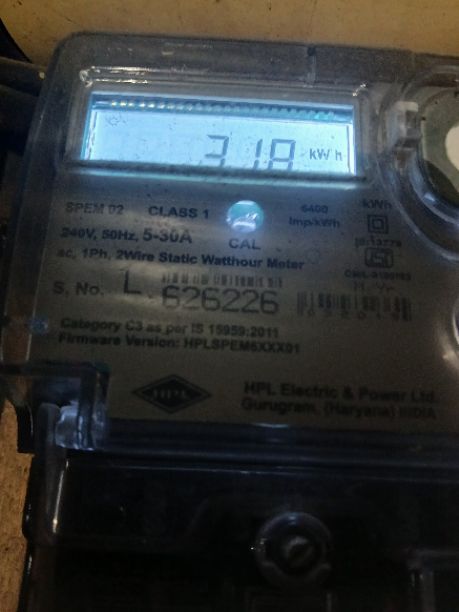 318 kWh
SPEM 02 CLASS 1 6400 kWh
240V, 50Hz, 5-30A CAL Imp/kWh
ac, 1Ph, 2Wire Static Watthour Meter
S. No. L 626226
Category C3 as per IS 15959:2011
Firmware Version: HPLSPEM6XXX01
HPL HPL Electric & Power Ltd.
Gurugram, (Haryana) INDIA